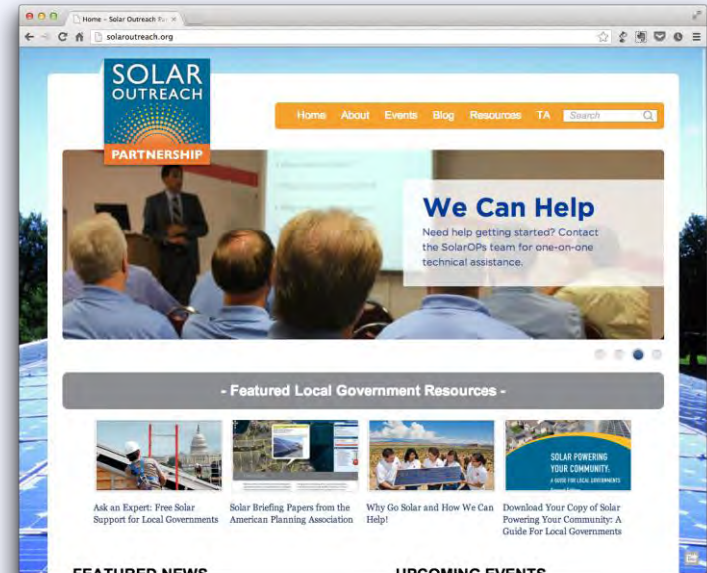 Home – Solar Outreach Par
solaroutreach.org
SOLAR
OUTREACH
PARTNERSHIP
Home About Events Blog Resources TA Search
We Can Help
Need help getting started? Contact
the SolarOPs team for one-on-one
technical assistance.
- Featured Local Government Resources -
SOLAR POWERING
YOUR COMMUNITY:
A GUIDE FOR LOCAL GOVERNMENTS
Ask an Expert: Free Solar
Support for Local Governments
Solar Briefing Papers from the
American Planning Association
Why Go Solar and How We Can
Help!
Download Your Copy of Solar
Powering Your Community: A
Guide For Local Governments
FEATURED NEWS
UPCOMING EVENTS